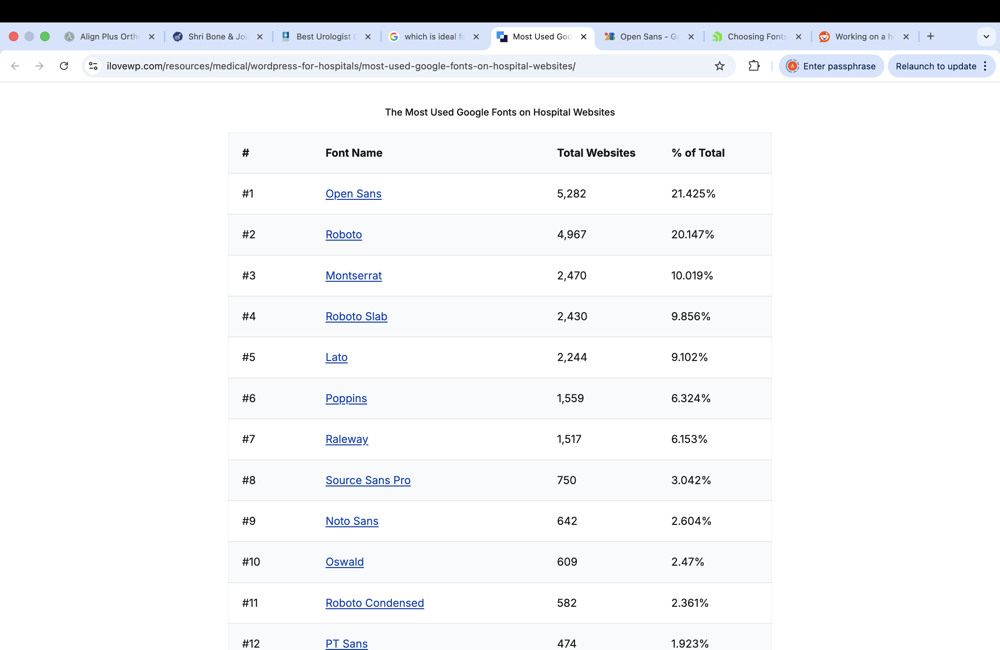 Align Plus Ortho
Shri Bone & Joi
Best Urologist
which is ideal fo
Most Used Goo
Open Sans - Go
Choosing Fonts
Working on a he
ilovewp.com/resources/medical/wordpress-for-hospitals/most-used-google-fonts-on-hospital-websites/
A Enter passphrase
Relaunch to update
The Most Used Google Fonts on Hospital Websites
# Font Name Total Websites % of Total
#1 Open Sans 5,282 21.425%
#2 Roboto 4,967 20.147%
#3 Montserrat 2,470 10.019%
#4 Roboto Slab 2,430 9.856%
#5 Lato 2,244 9.102%
#6 Poppins 1,559 6.324%
#7 Raleway 1,517 6.153%
#8 Source Sans Pro 750 3.042%
#9 Noto Sans 642 2.604%
#10 Oswald 609 2.47%
#11 Roboto Condensed 582 2.361%
#12 PT Sans 474 1.923%